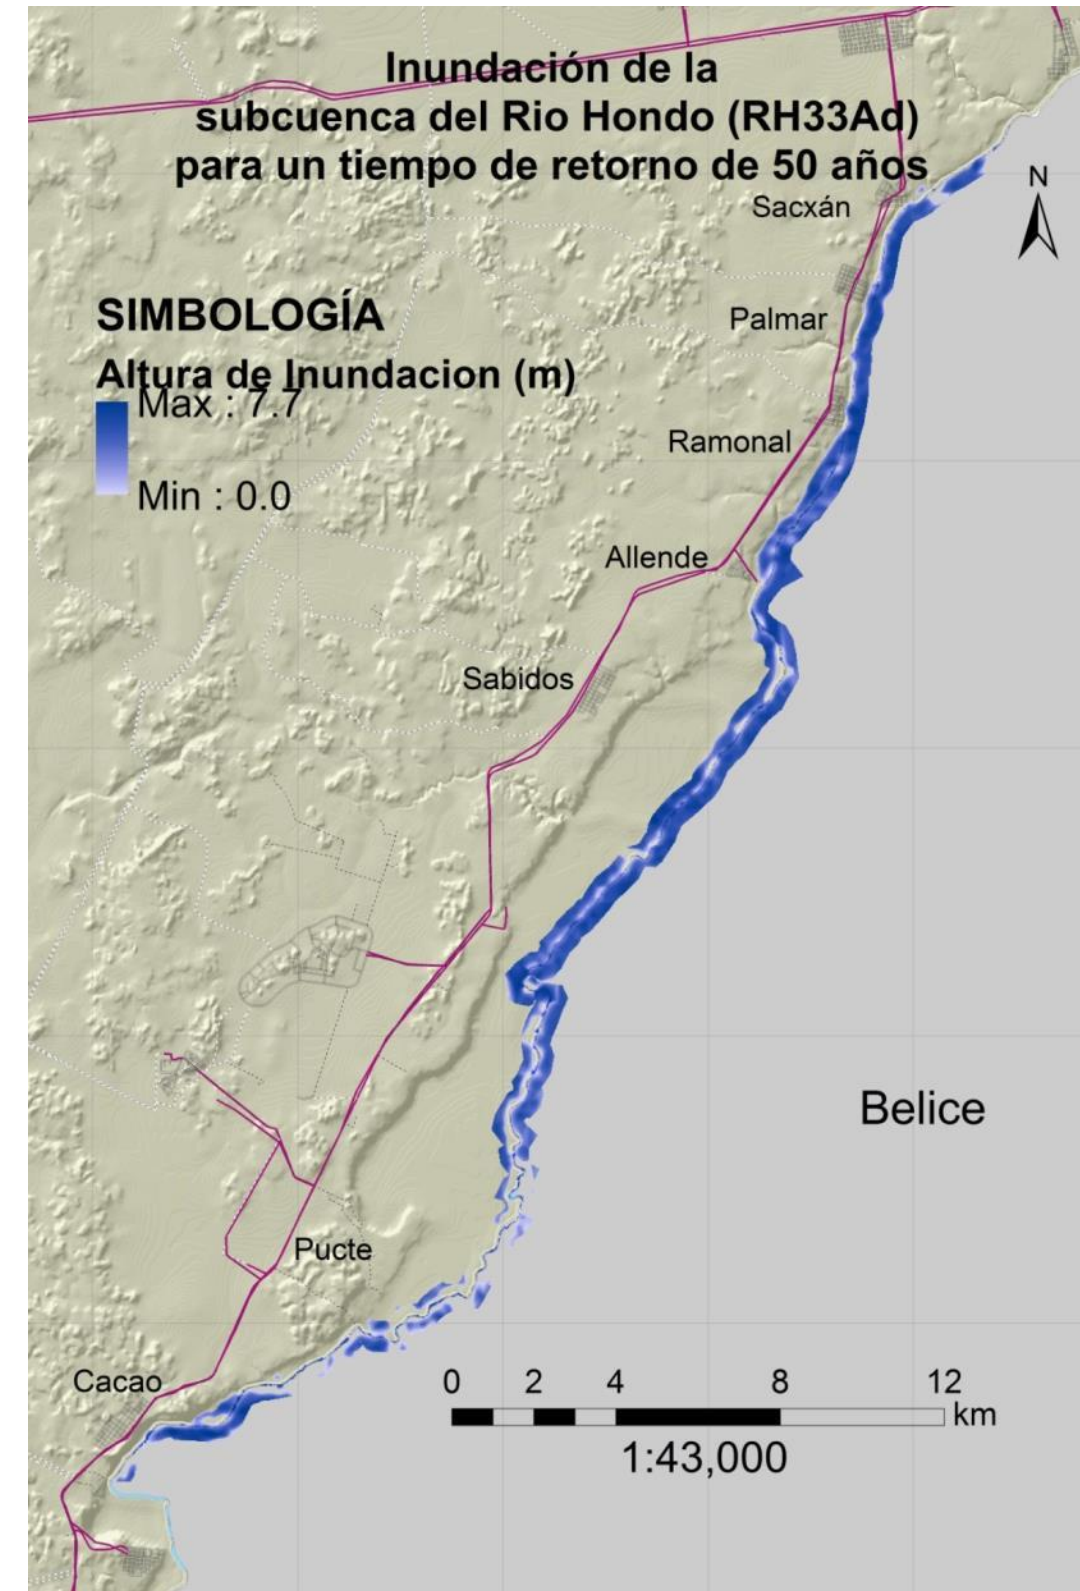 Inundación de la
subcuenca del Rio Hondo (RH33Ad)
para un tiempo de retorno de 50 años
N
Sacxán
SIMBOLOGÍA
Palmar
Altura de Inundacion (m)
Max : 7.7
Ramonal
Min : 0.0
Allende
Sabidos
Belice
Pucte
Cacao
0 2 4 8 12
km
1:43,000